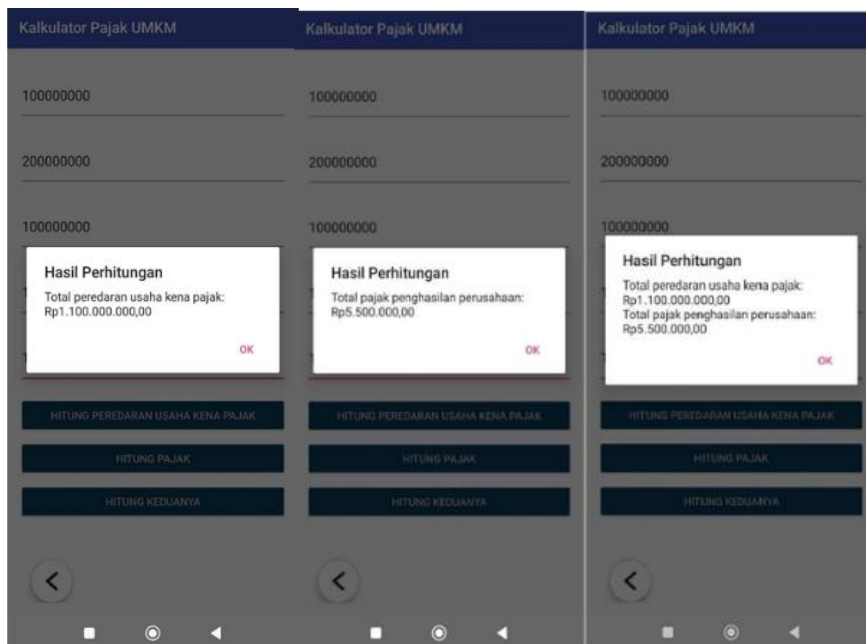 Kalkulator Pajak UMKM
100000000
200000000
100000000
Hasil Perhitungan
Total peredaran usaha kena pajak:
Rp1.100.000.000,00
OK
HITUNG PEREDARAN USAHA KENA PAJAK
HITUNG PAJAK
HITUNG KEDUANYA
Kalkulator Pajak UMKM
100000000
200000000
100000000
Hasil Perhitungan
Total pajak penghasilan perusahaan:
Rp5.500.000,00
OK
HITUNG PEREDARAN USAHA KENA PAJAK
HITUNG PAJAK
HITUNG KEDUANYA
Kalkulator Pajak UMKM
100000000
200000000
100000000
Hasil Perhitungan
Total peredaran usaha kena pajak:
Rp1.100.000.000,00
Total pajak penghasilan perusahaan:
Rp5.500.000,00
OK
HITUNG PEREDARAN USAHA KENA PAJAK
HITUNG PAJAK
HITUNG KEDUANYA